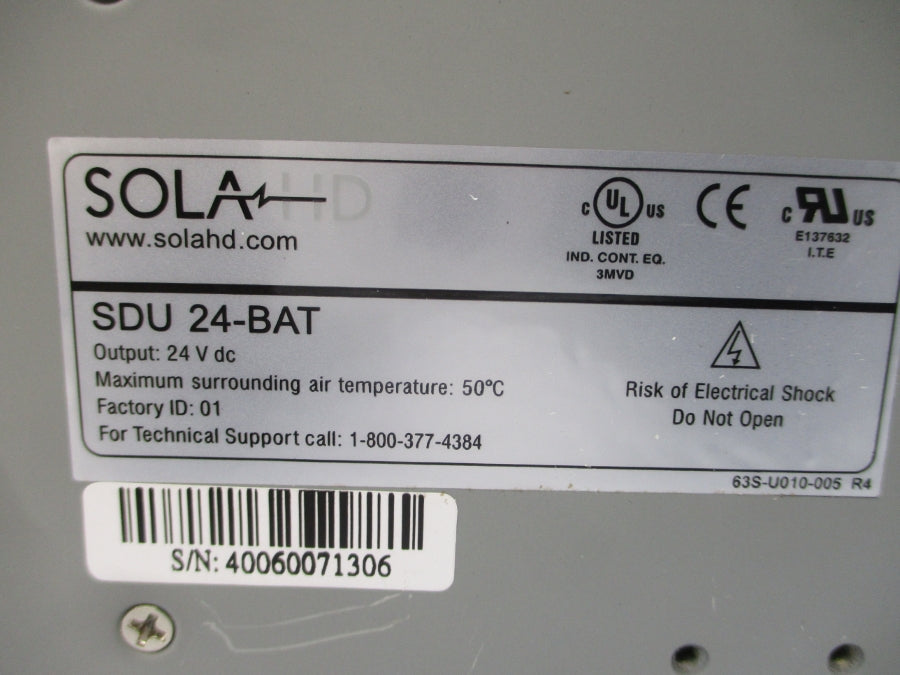 SOLA HD
www.solahd.com
C UL US
LISTED
IND. CONT. EQ.
3MVD
CE
c RU US
E137632
I.T.E
SDU 24-BAT
Output: 24 V dc
Maximum surrounding air temperature: 50°C
Factory ID: 01
For Technical Support call: 1-800-377-4384
Risk of Electrical Shock
Do Not Open
63S-U010-005 R4
S/N: 40060071306